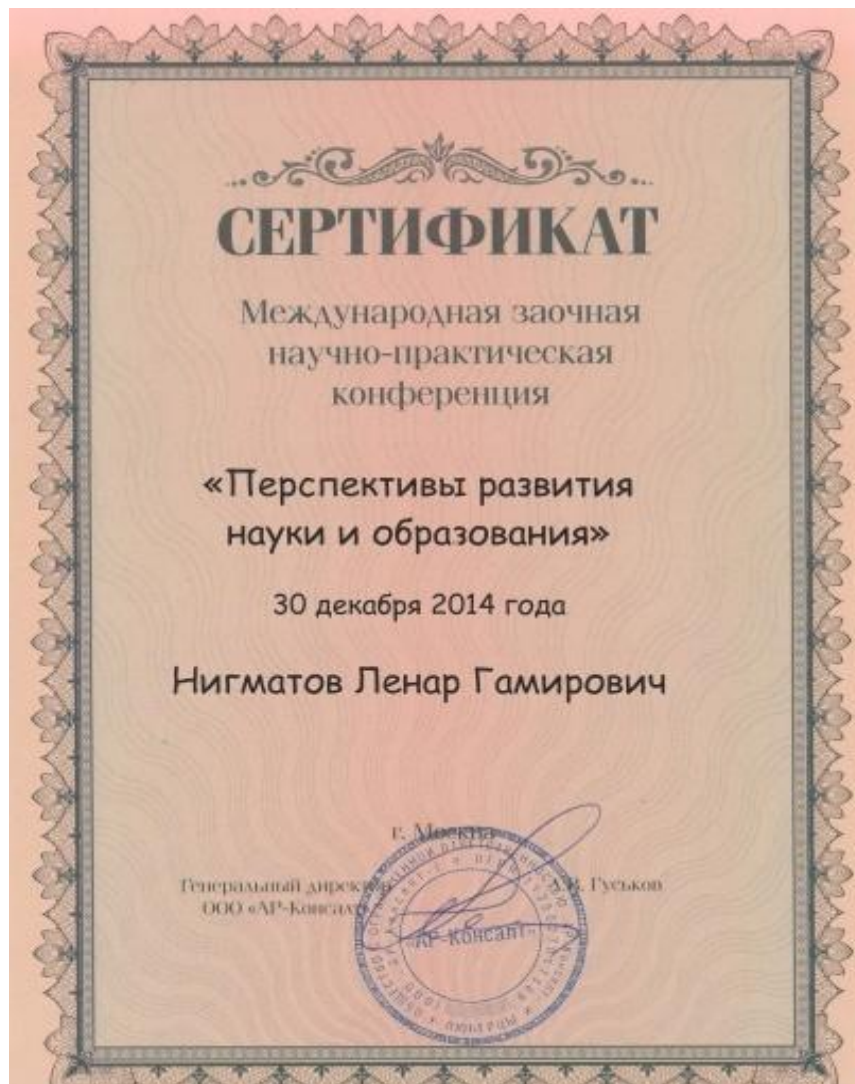 СЕРТИФИКАТ
Международная заочная
научно-практическая
конференция
«Перспективы развития
науки и образования»
30 декабря 2014 года
Нигматов Ленар Гамирович
г. Москва
Генеральный директор А.В. Гуськов
ООО «АР-Консалт»
"АР-Консалт"